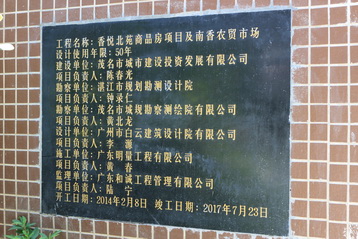 工程名称：香悦北苑商品房项目及南香农贸市场
设计使用年限：50年
建设单位：茂名市城市建设投资发展有限公司
项目负责人：陈春光
勘察单位：湛江市规划勘测设计院
项目负责人：钟录仁
勘察单位：茂名市城规勘察测绘院有限公司
项目负责人：黄北龙
设计单位：广州市白云建筑设计院有限公司
项目负责人：李 源
施工单位：广东明量工程有限公司
项目负责人：黄 春
监理单位：广东和诚工程管理有限公司
项目负责人：陆 宁
开工日期：2014年2月8日 竣工日期：2017年7月23日